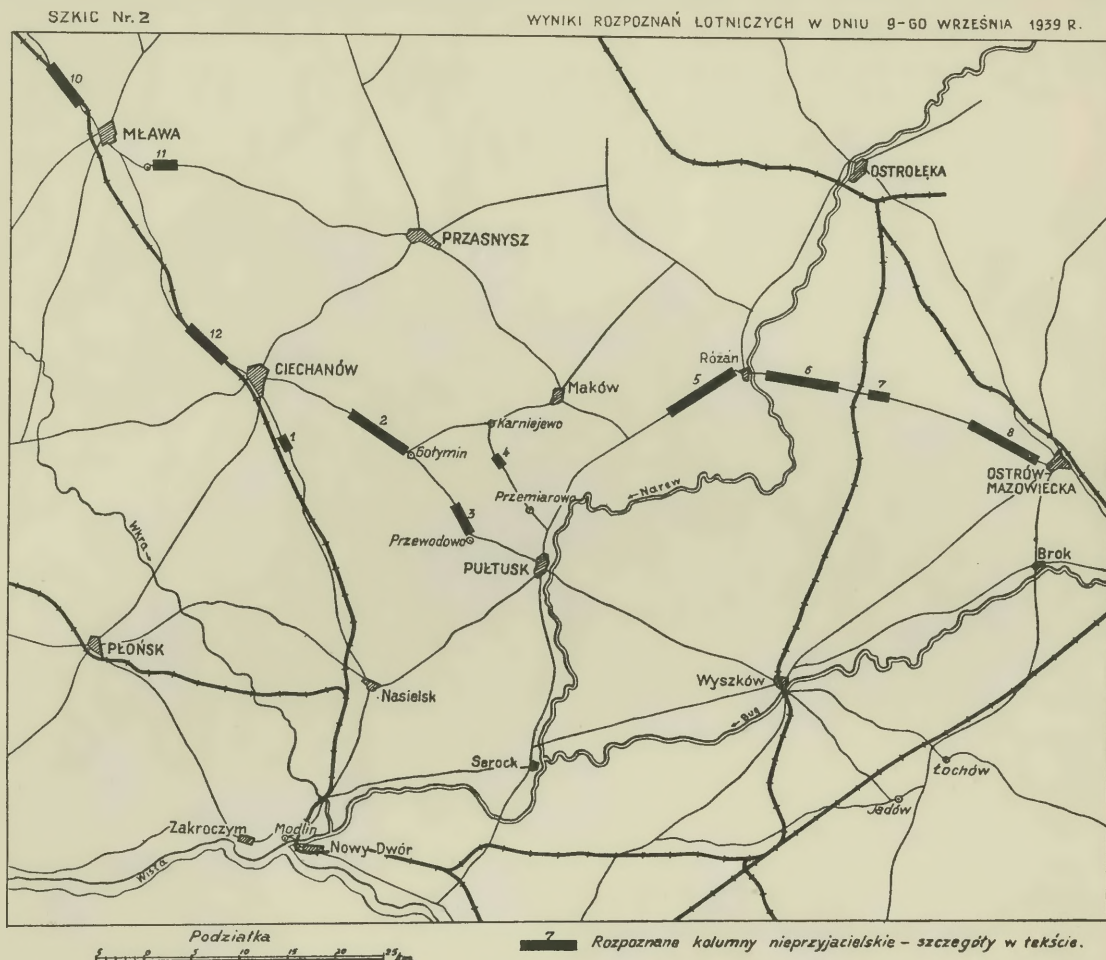 SZKIC Nr. 2
WYNIKI ROZPOZNAŃ ŁOTNICZYCH W DNIU 9-GO WRZEŚNIA 1939 R.
10
MŁAWA
11
OSTROŁĘKA
PRZASNYSZ
12
CIECHANÓW
Różan
5
6
7
Maków
1
2
Karniejewo
4
Gołymin
8
OSTRÓW-
MAZOWIECKA
Przemiarowo
← Narew
3
Przewodowo
Wkra →
PUŁTUSK
Brok
PŁOŃSK
Nasielsk
Wyszków
← Bug
Serock
Łochów
Jadów
Zakroczym
Modlin
Nowy Dwór
Wisła
Podziałka
5 0 5 10 15 20 25 km
7 Rozpoznane kolumny nieprzyjacielskie – szczegóły w tekście.